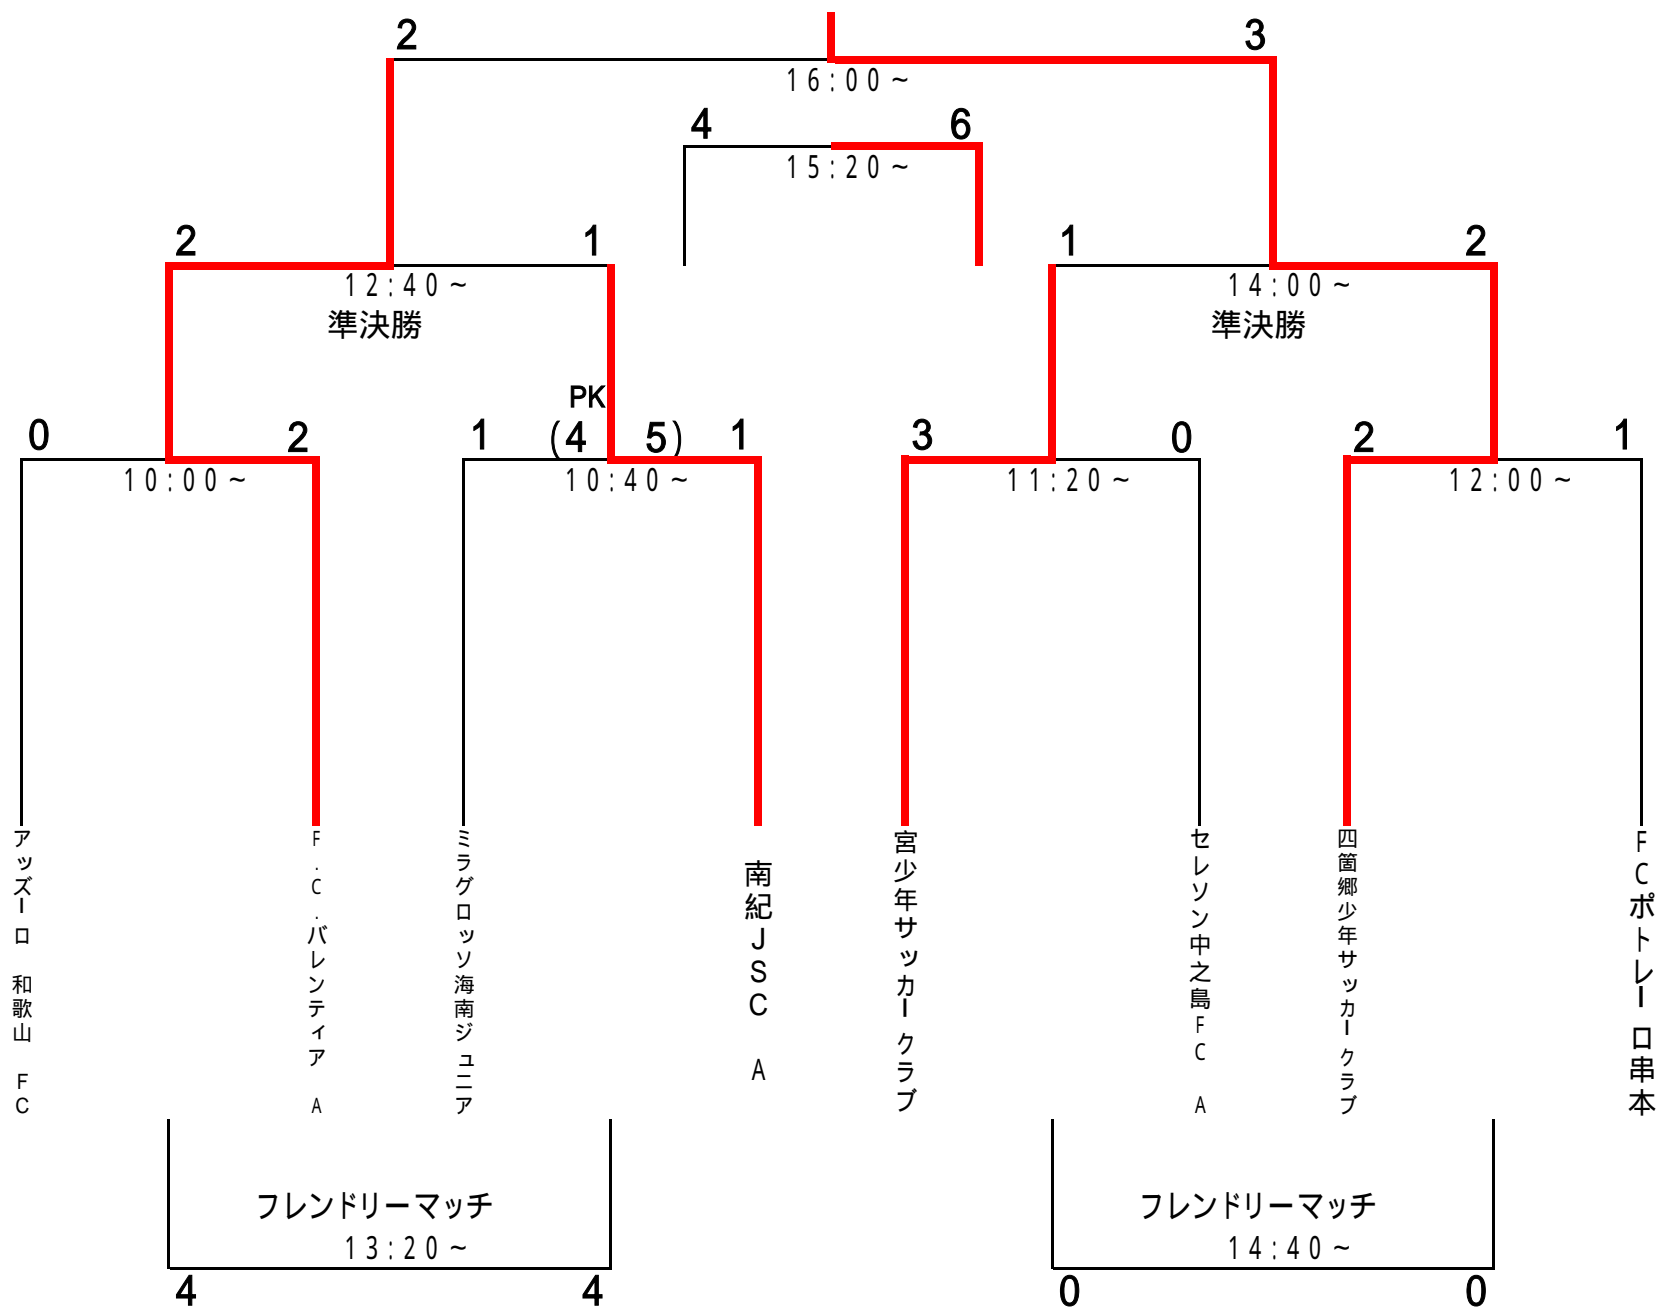 2 3
16:00~
4 6
15:20~
2 1 1 2
12:40~ 14:00~
準決勝 準決勝
PK
0 2 1 (4 5) 1 3 0 2 1
10:00~ 10:40~ 11:20~ 12:00~
アッズーロ 和歌山 FC
F.C.バレンティア A
ミラグロッソ海南ジュニア
南紀JSC A
宮少年サッカークラブ
セレソン中之島FC A
四箇郷少年サッカークラブ
FCポトレーロ串本
フレンドリーマッチ フレンドリーマッチ
13:20~ 14:40~
4 4 0 0